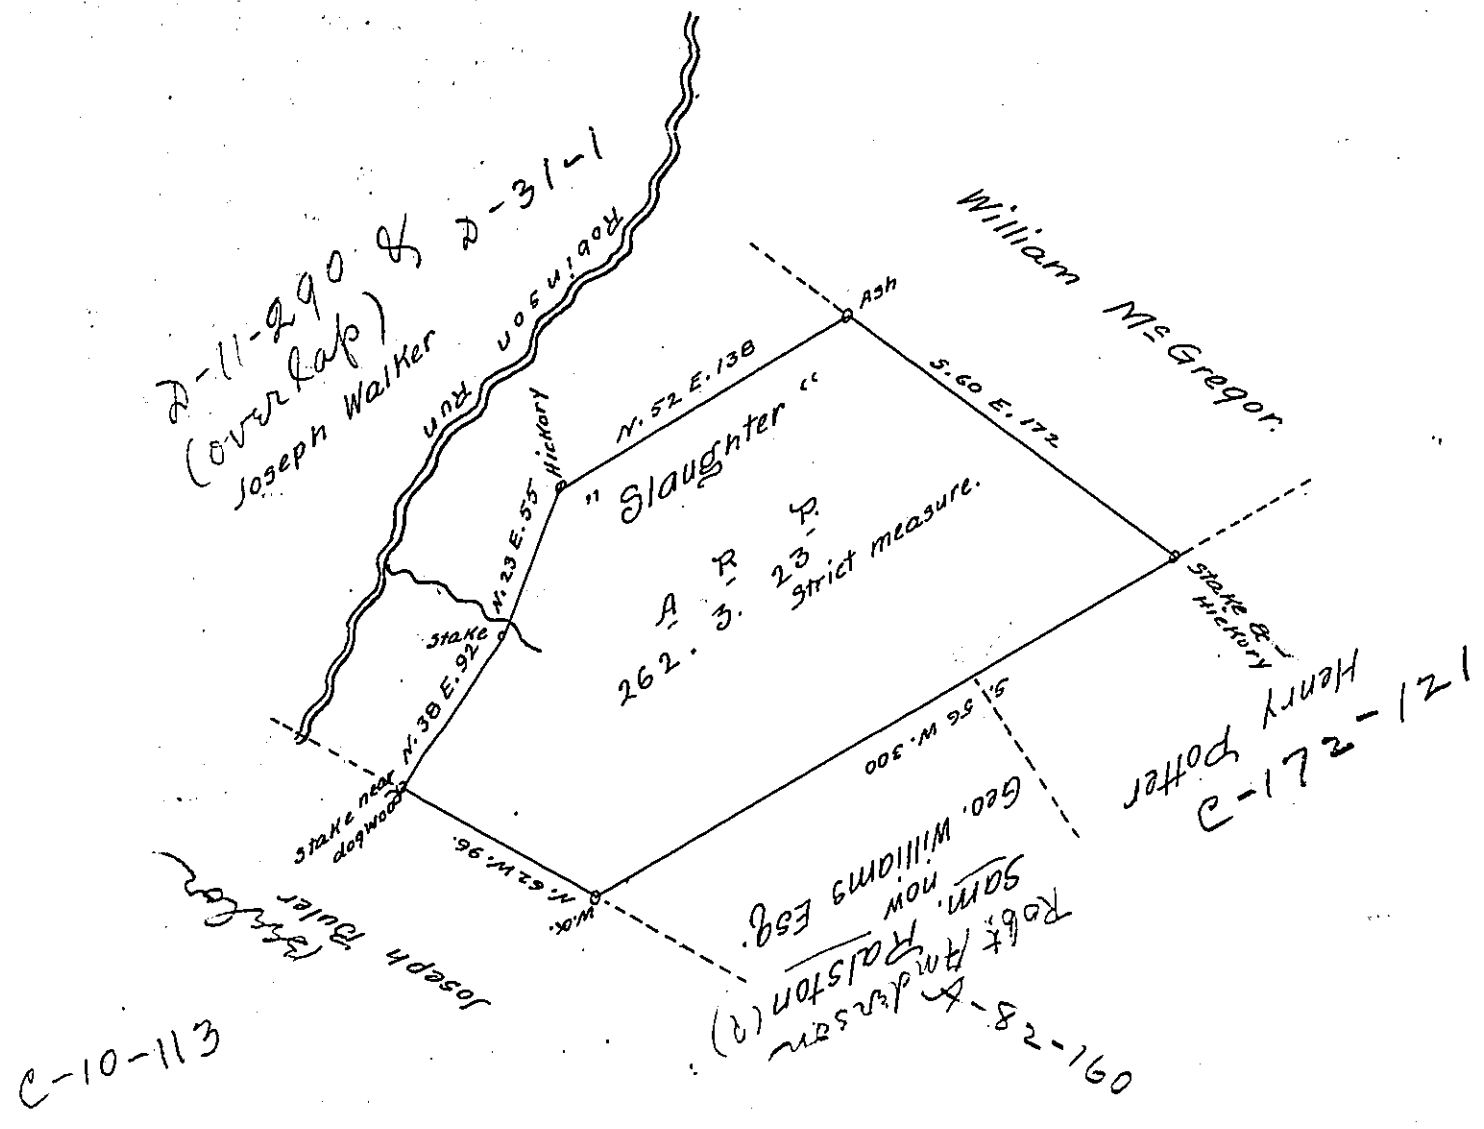 D-11-290 & D-31-1
(overlap)
Joseph Walker
Robinson Run
William McGregor.
Ash
N. 52 E. 138
S. 60 E. 172
Hickory
N. 23 E. 55
"Slaughter"
A R P.
262. 3. 23
Strict measure.
Stake
N. 38 E. 92
Stake near
dogwood
Stake &
Hickory
Henry Potter
C-172-121
S. 56 W. 300
N. 62 W. 96.
W.O.
Geo. Williams Esq.
now
Sam. Ralston (?)
Robt Anderson
A-82-160
Joseph Buler
C-10-113